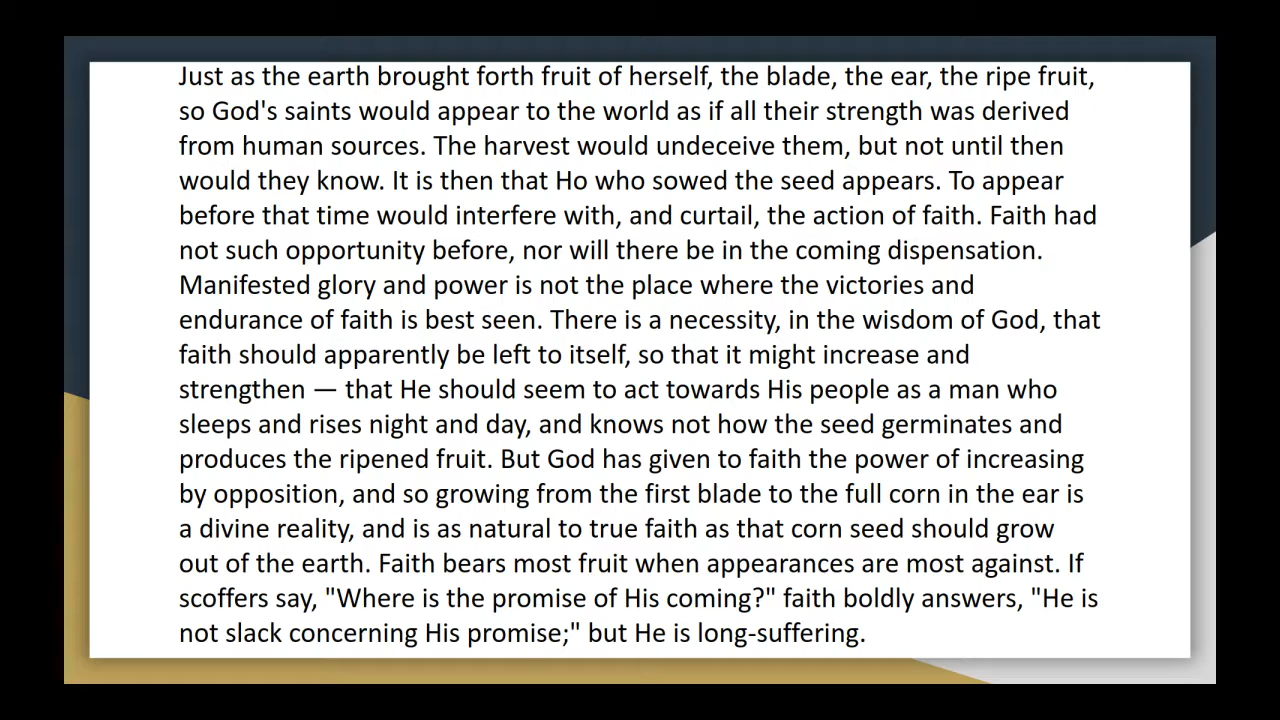 Just as the earth brought forth fruit of herself, the blade, the ear, the ripe fruit,
so God's saints would appear to the world as if all their strength was derived
from human sources. The harvest would undeceive them, but not until then
would they know. It is then that Ho who sowed the seed appears. To appear
before that time would interfere with, and curtail, the action of faith. Faith had
not such opportunity before, nor will there be in the coming dispensation.
Manifested glory and power is not the place where the victories and
endurance of faith is best seen. There is a necessity, in the wisdom of God, that
faith should apparently be left to itself, so that it might increase and
strengthen — that He should seem to act towards His people as a man who
sleeps and rises night and day, and knows not how the seed germinates and
produces the ripened fruit. But God has given to faith the power of increasing
by opposition, and so growing from the first blade to the full corn in the ear is
a divine reality, and is as natural to true faith as that corn seed should grow
out of the earth. Faith bears most fruit when appearances are most against. If
scoffers say, "Where is the promise of His coming?" faith boldly answers, "He is
not slack concerning His promise;" but He is long-suffering.